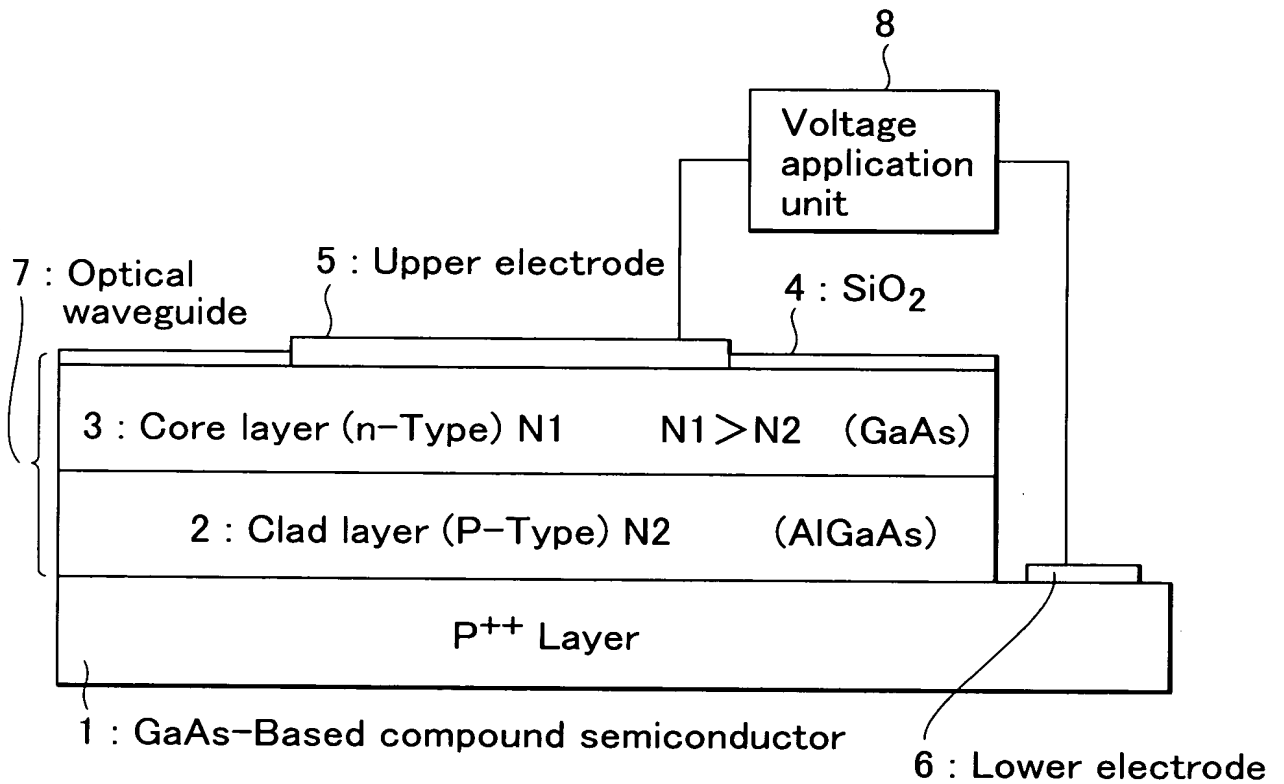 8
Voltage
application
unit
7 : Optical
waveguide
5 : Upper electrode
4 : SiO₂
3 : Core layer (n-Type) N1 N1>N2 (GaAs)
2 : Clad layer (P-Type) N2 (AlGaAs)
P⁺⁺ Layer
1 : GaAs-Based compound semiconductor
6 : Lower electrode